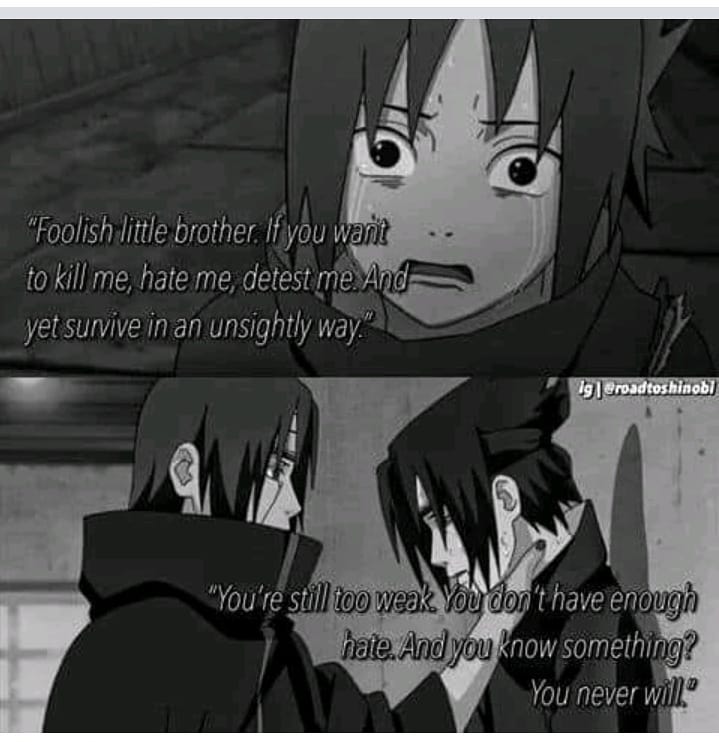 "Foolish little brother. If you want
to kill me, hate me, detest me. And
yet survive in an unsightly way."
ig | @roadtoshinobi
"You're still too weak. You don't have enough
hate. And you know something?
You never will."